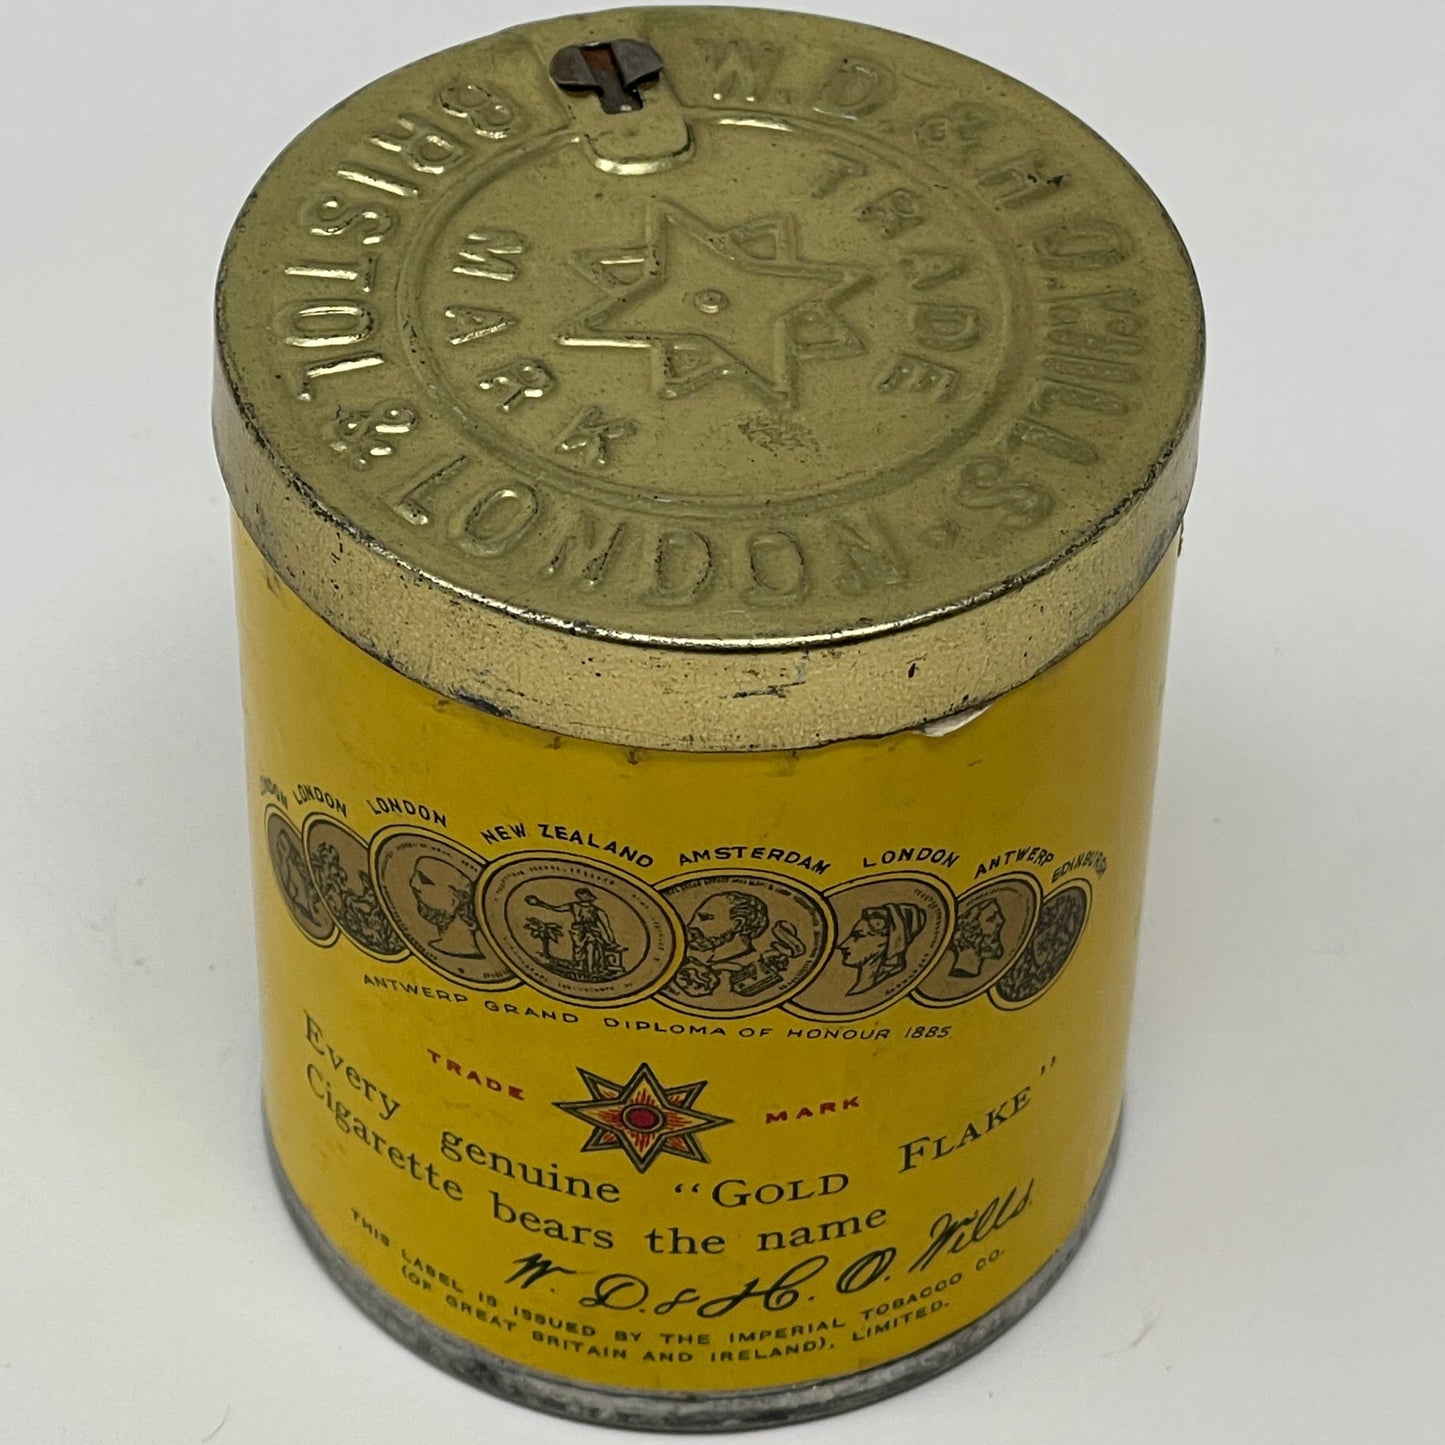 W.D. & H.O. WILLS.
BRISTOL & LONDON
TRADE MARK
LONDON LONDON NEW ZEALAND AMSTERDAM LONDON ANTWERP EDINBURGH
ANTWERP GRAND DIPLOMA OF HONOUR 1885.
TRADE MARK
Every genuine "GOLD FLAKE"
Cigarette bears the name
W. D. & H. O. Wills.
THIS LABEL IS ISSUED BY THE IMPERIAL TOBACCO CO.
(OF GREAT BRITAIN AND IRELAND), LIMITED.